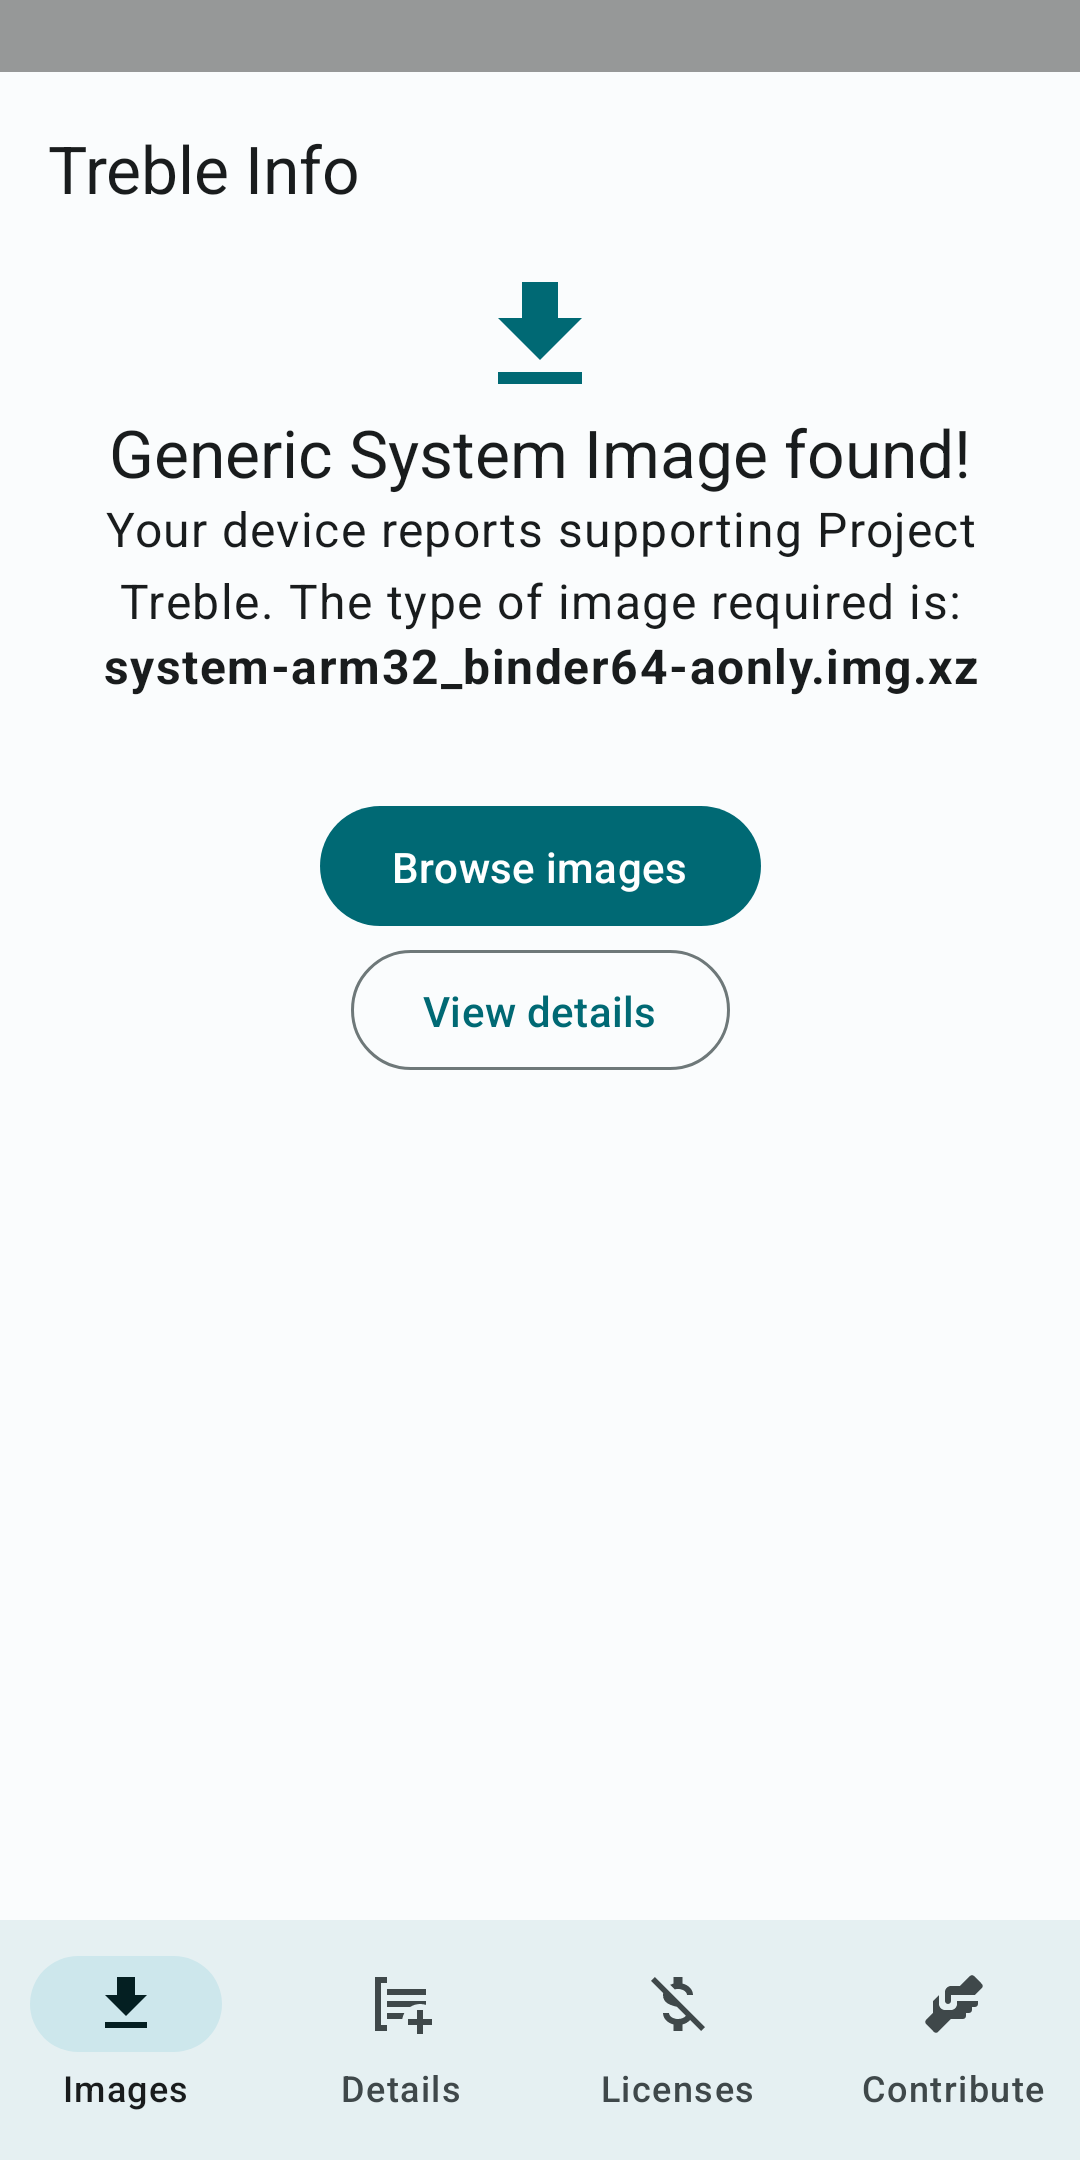 Treble Info
Generic System Image found!
Your device reports supporting Project
Treble. The type of image required is:
system-arm32_binder64-aonly.img.xz
Browse images
View details
Images
Details
Licenses
Contribute